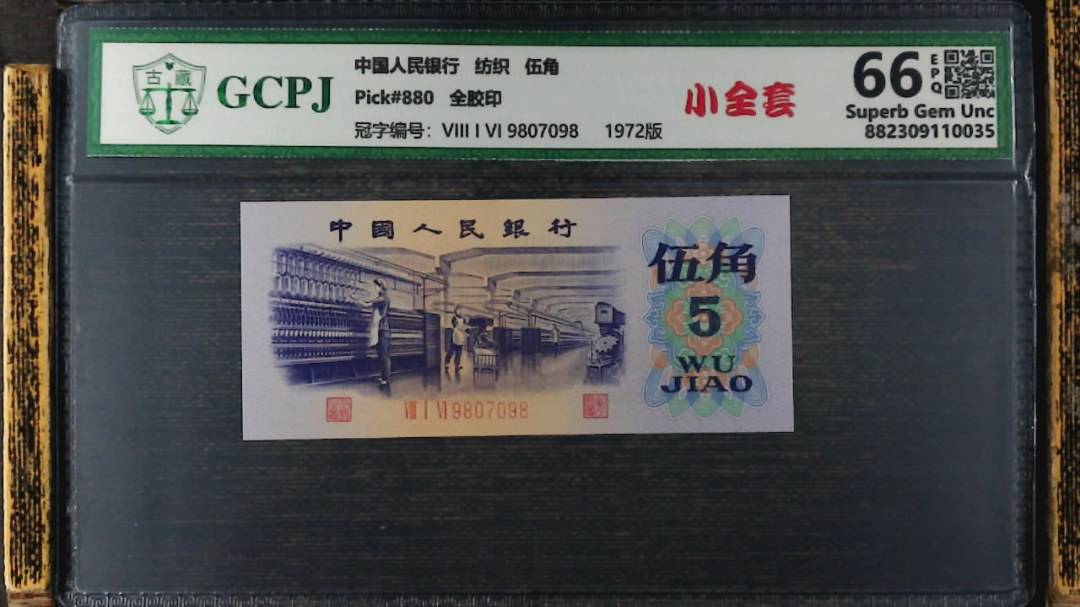 古藏
GCPJ
中国人民银行 纺织 伍角
Pick#880 全胶印
冠字编号：VIII I VI 9807098 1972版
小全套
66
EPQ
Superb Gem Unc
882309110035
中國人民銀行
伍角
5
WU
JIAO
VIII I VI 9807098